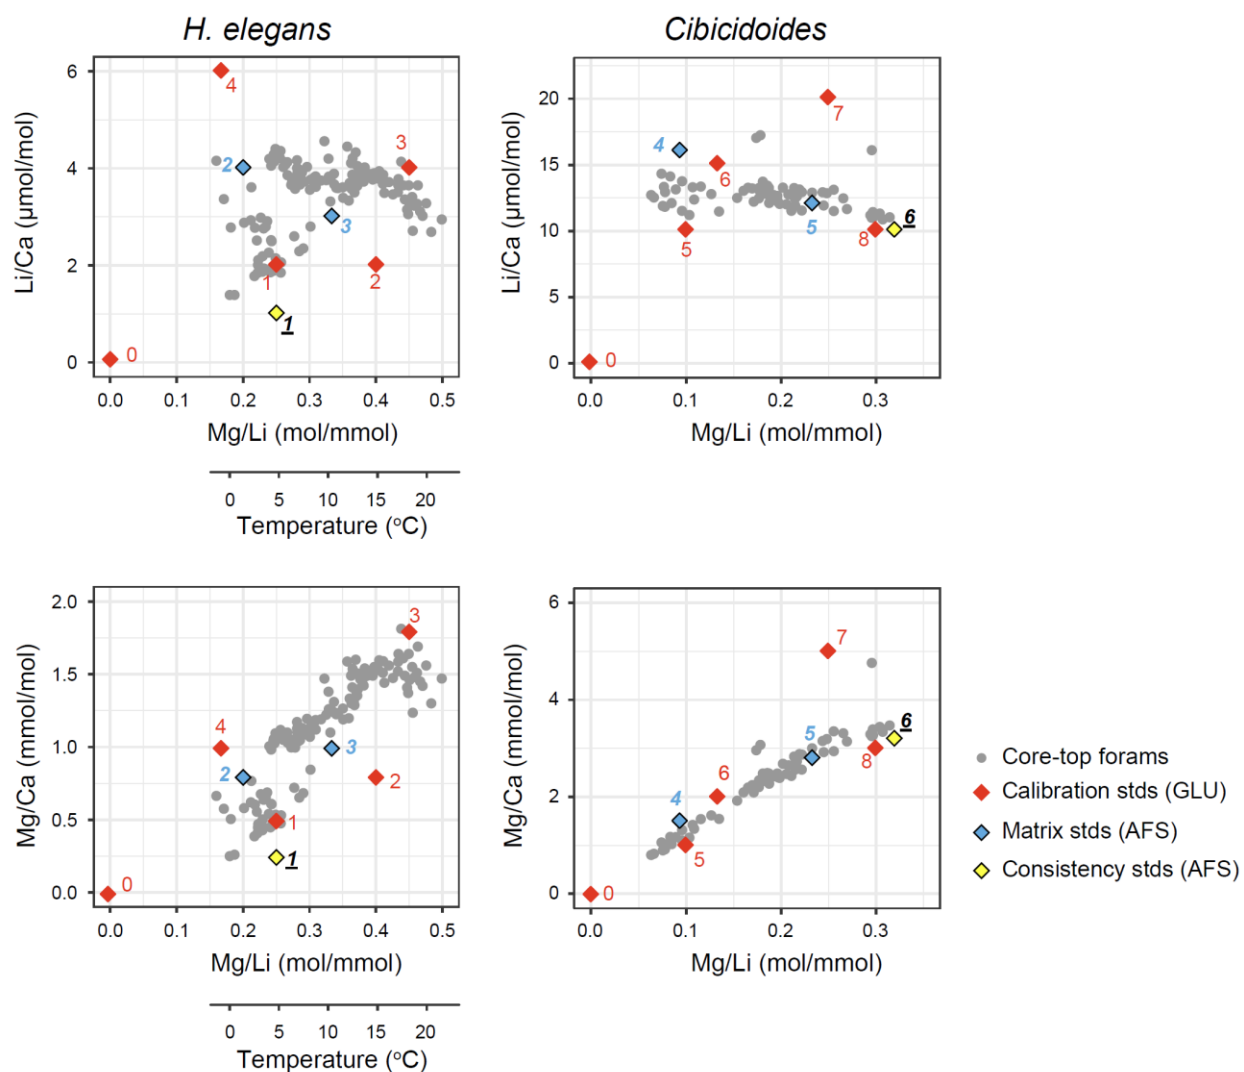 H. elegans
Cibicidoides
Li/Ca (µmol/mol)
6
4
2
0
4
3
2
3
1
2
1
0
0.0 0.1 0.2 0.3 0.4 0.5
Mg/Li (mol/mmol)
0 5 10 15 20
Temperature (°C)
Li/Ca (µmol/mol)
20
15
10
5
0
7
4
6
6
5
5
8
0
0.0 0.1 0.2 0.3
Mg/Li (mol/mmol)
Mg/Ca (mmol/mol)
2.0
1.5
1.0
0.5
0.0
3
4
3
2
2
1
1
0
0.0 0.1 0.2 0.3 0.4 0.5
Mg/Li (mol/mmol)
0 5 10 15 20
Temperature (°C)
Mg/Ca (mmol/mol)
6
4
2
0
7
6
5
8
6
4
5
0
0.0 0.1 0.2 0.3
Mg/Li (mol/mmol)
Core-top forams
Calibration stds (GLU)
Matrix stds (AFS)
Consistency stds (AFS)